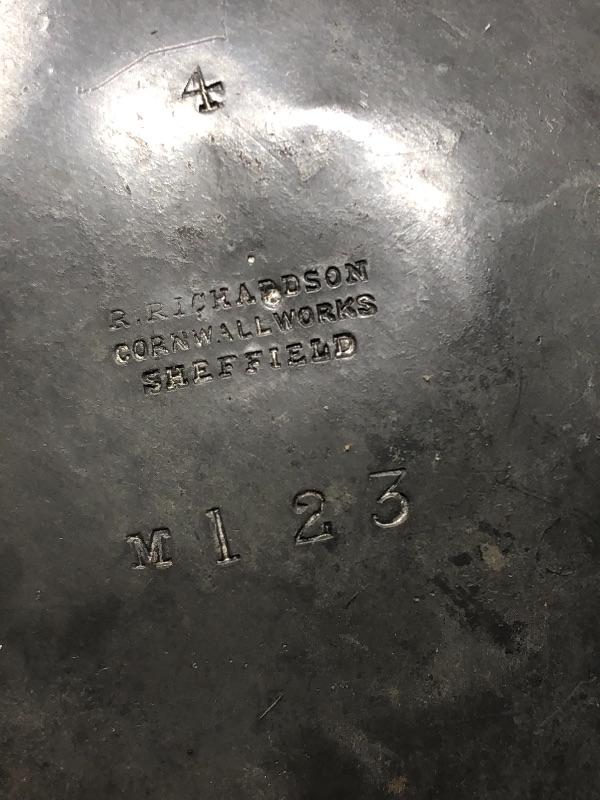 4
R. RICHARDSON
CORNWALL WORKS
SHEFFIELD
M 1 2 3